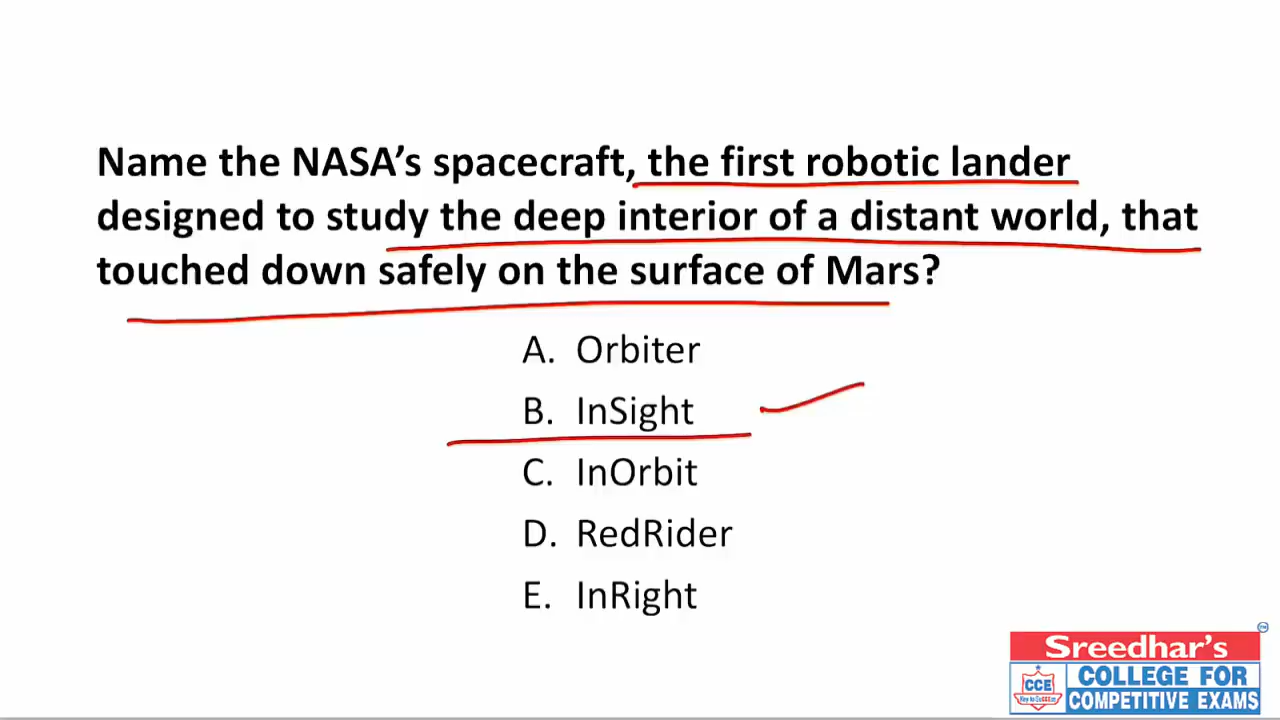 Name the NASA's spacecraft, the first robotic lander
designed to study the deep interior of a distant world, that
touched down safely on the surface of Mars?
A. Orbiter
B. InSight
C. InOrbit
D. RedRider
E. InRight
Sreedhar's
CCE
COLLEGE FOR
COMPETITIVE EXAMS